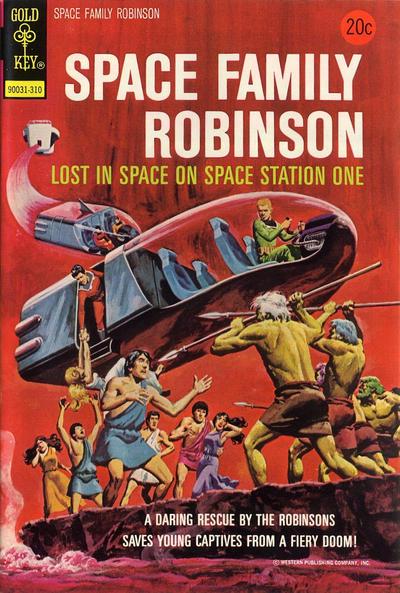 GOLD
KEY®
90031-310
SPACE FAMILY ROBINSON
20c
SPACE FAMILY
ROBINSON
LOST IN SPACE ON SPACE STATION ONE
A DARING RESCUE BY THE ROBINSONS
SAVES YOUNG CAPTIVES FROM A FIERY DOOM!
© WESTERN PUBLISHING COMPANY, INC.